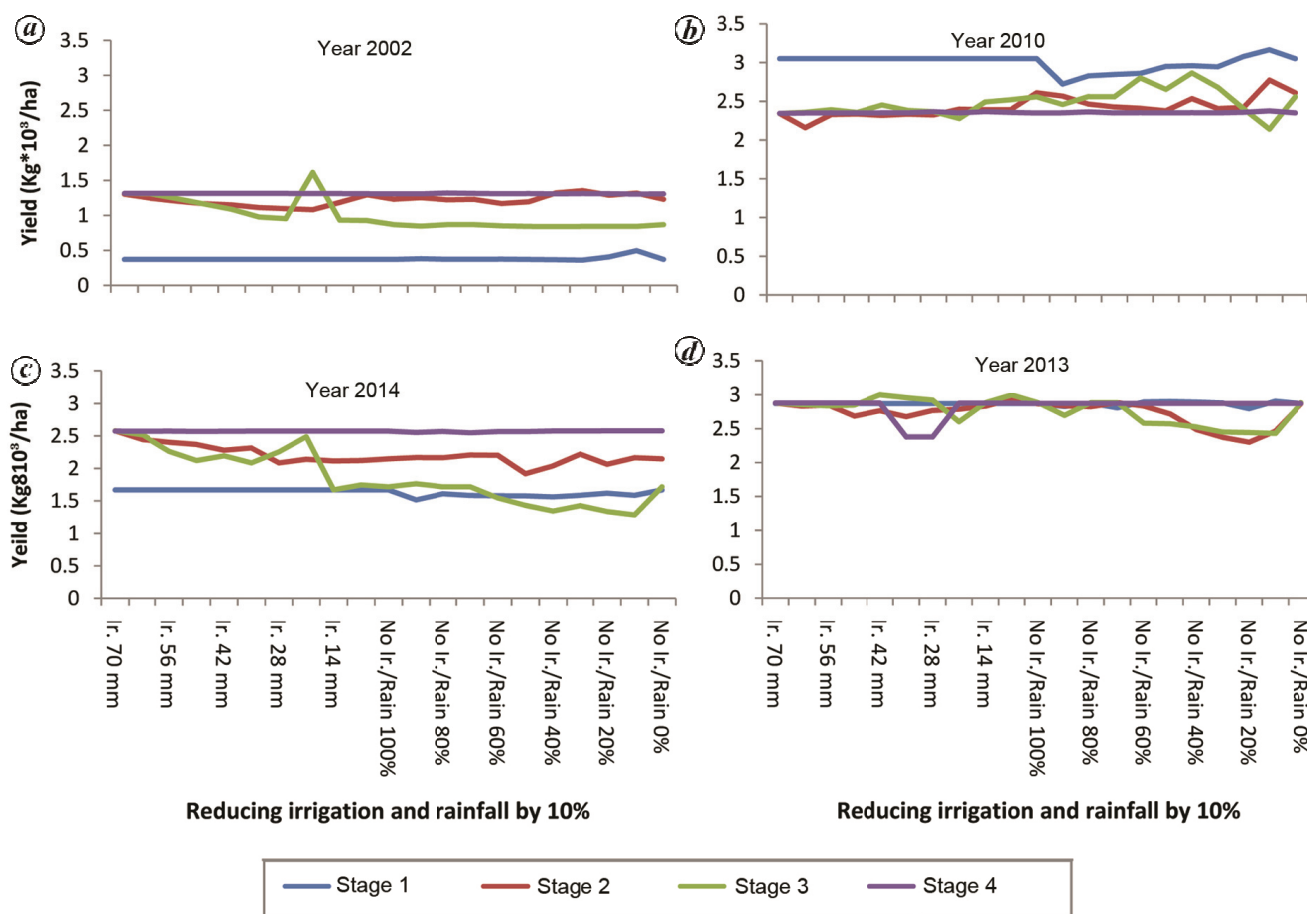 a
Year 2002
Yield (Kg*10³/ha)
3.5
3
2.5
2
1.5
1
0.5
0
b
Year 2010
3.5
3
2.5
2
1.5
1
0.5
0
c
Year 2014
Yeild (Kg810³/ha)
3.5
3
2.5
2
1.5
1
0.5
0
Ir. 70 mm
Ir. 56 mm
Ir. 42 mm
Ir. 28 mm
Ir. 14 mm
No Ir./Rain 100%
No Ir./Rain 80%
No Ir./Rain 60%
No Ir./Rain 40%
No Ir./Rain 20%
No Ir./Rain 0%
Reducing irrigation and rainfall by 10%
d
Year 2013
3.5
3
2.5
2
1.5
1
0.5
0
Ir. 70 mm
Ir. 56 mm
Ir. 42 mm
Ir. 28 mm
Ir. 14 mm
No Ir./Rain 100%
No Ir./Rain 80%
No Ir./Rain 60%
No Ir./Rain 40%
No Ir./Rain 20%
No Ir./Rain 0%
Reducing irrigation and rainfall by 10%
Stage 1 Stage 2 Stage 3 Stage 4